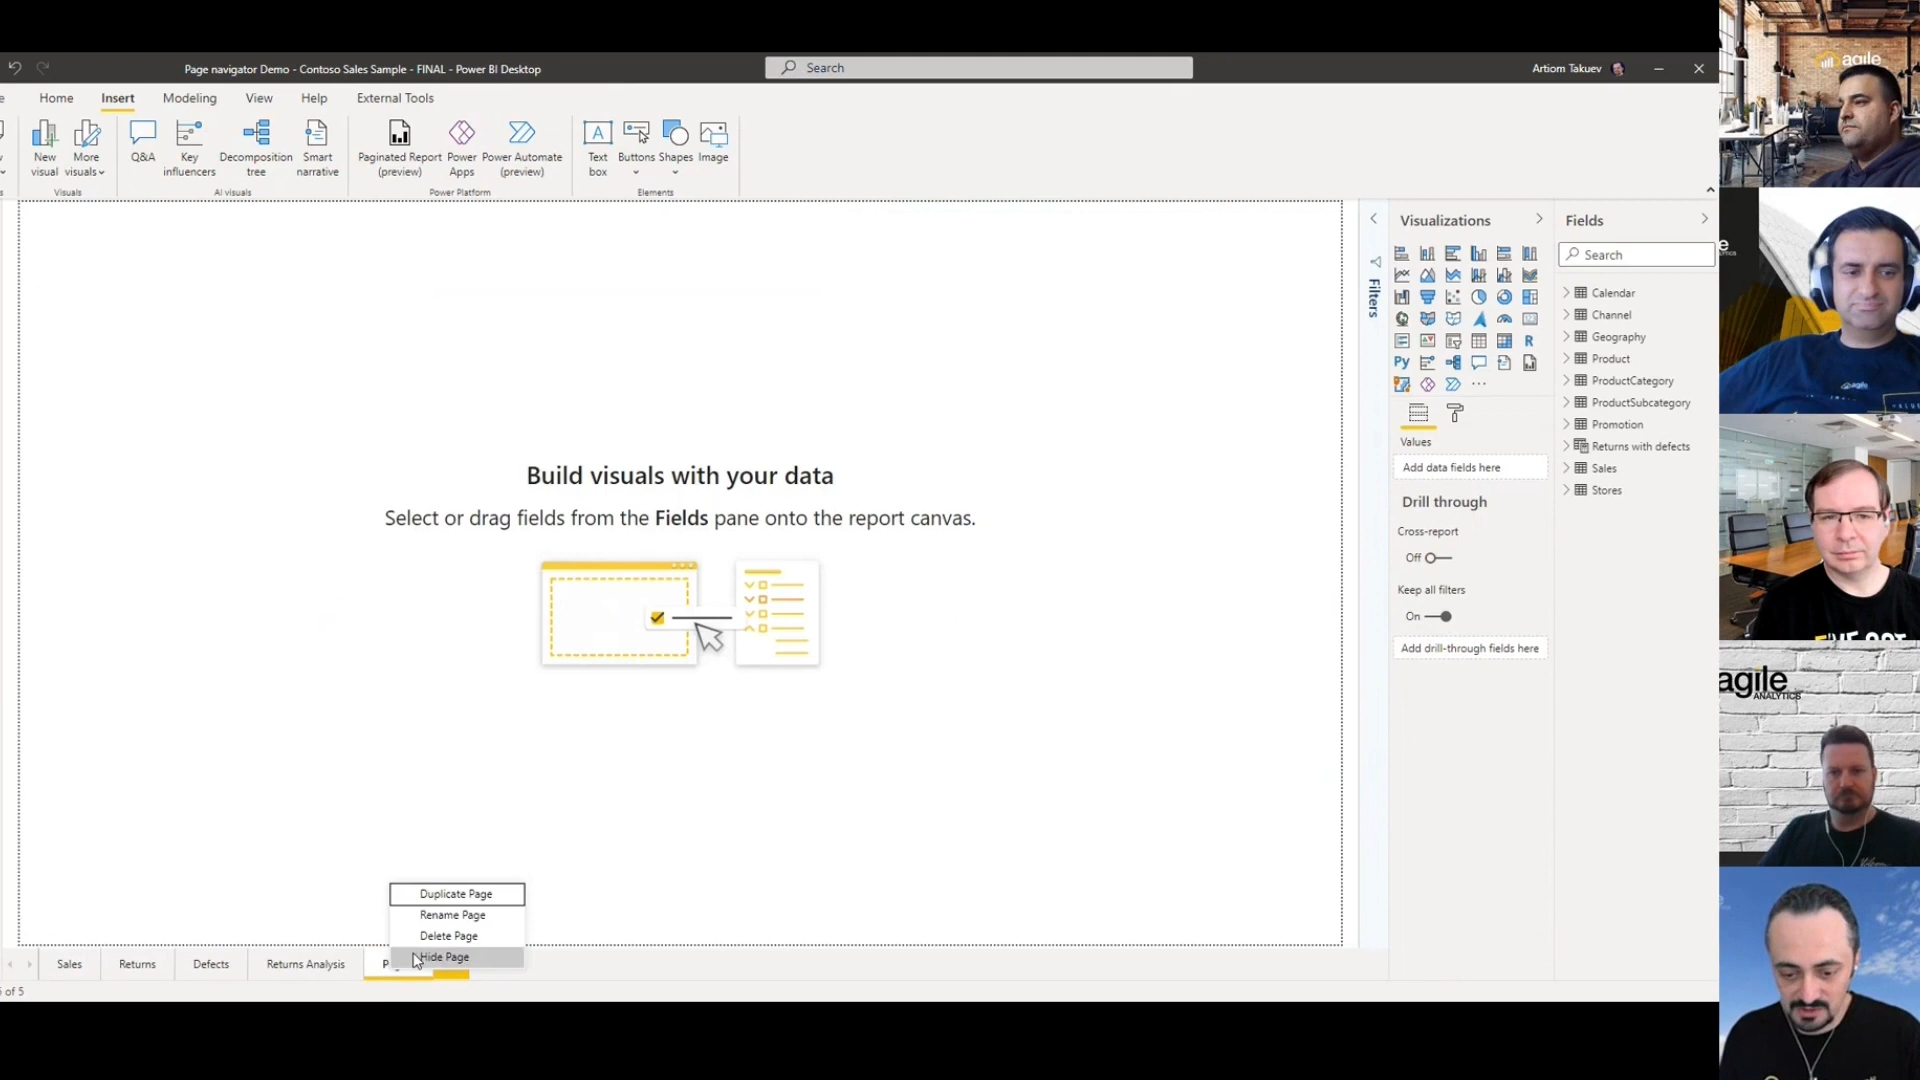 Page navigator Demo - Contoso Sales Sample - FINAL - Power BI Desktop
Search
Artiom Takuev
Home
Insert
Modeling
View
Help
External Tools
New visual
More visuals
Q&A
Key influencers
Decomposition tree
Smart narrative
Paginated Report (preview)
Power Apps
Power Automate (preview)
Text box
Buttons
Shapes
Image
Visuals
AI visuals
Power Platform
Elements
Build visuals with your data
Select or drag fields from the Fields pane onto the report canvas.
Filters
Visualizations
R
Py
Values
Add data fields here
Drill through
Cross-report
Off
Keep all filters
On
Add drill-through fields here
Fields
Search
Calendar
Channel
Geography
Product
ProductCategory
ProductSubcategory
Promotion
Returns with defects
Sales
Stores
Duplicate Page
Rename Page
Delete Page
Hide Page
Sales
Returns
Defects
Returns Analysis
of 5
agile
agile
agile
ANALYTICS